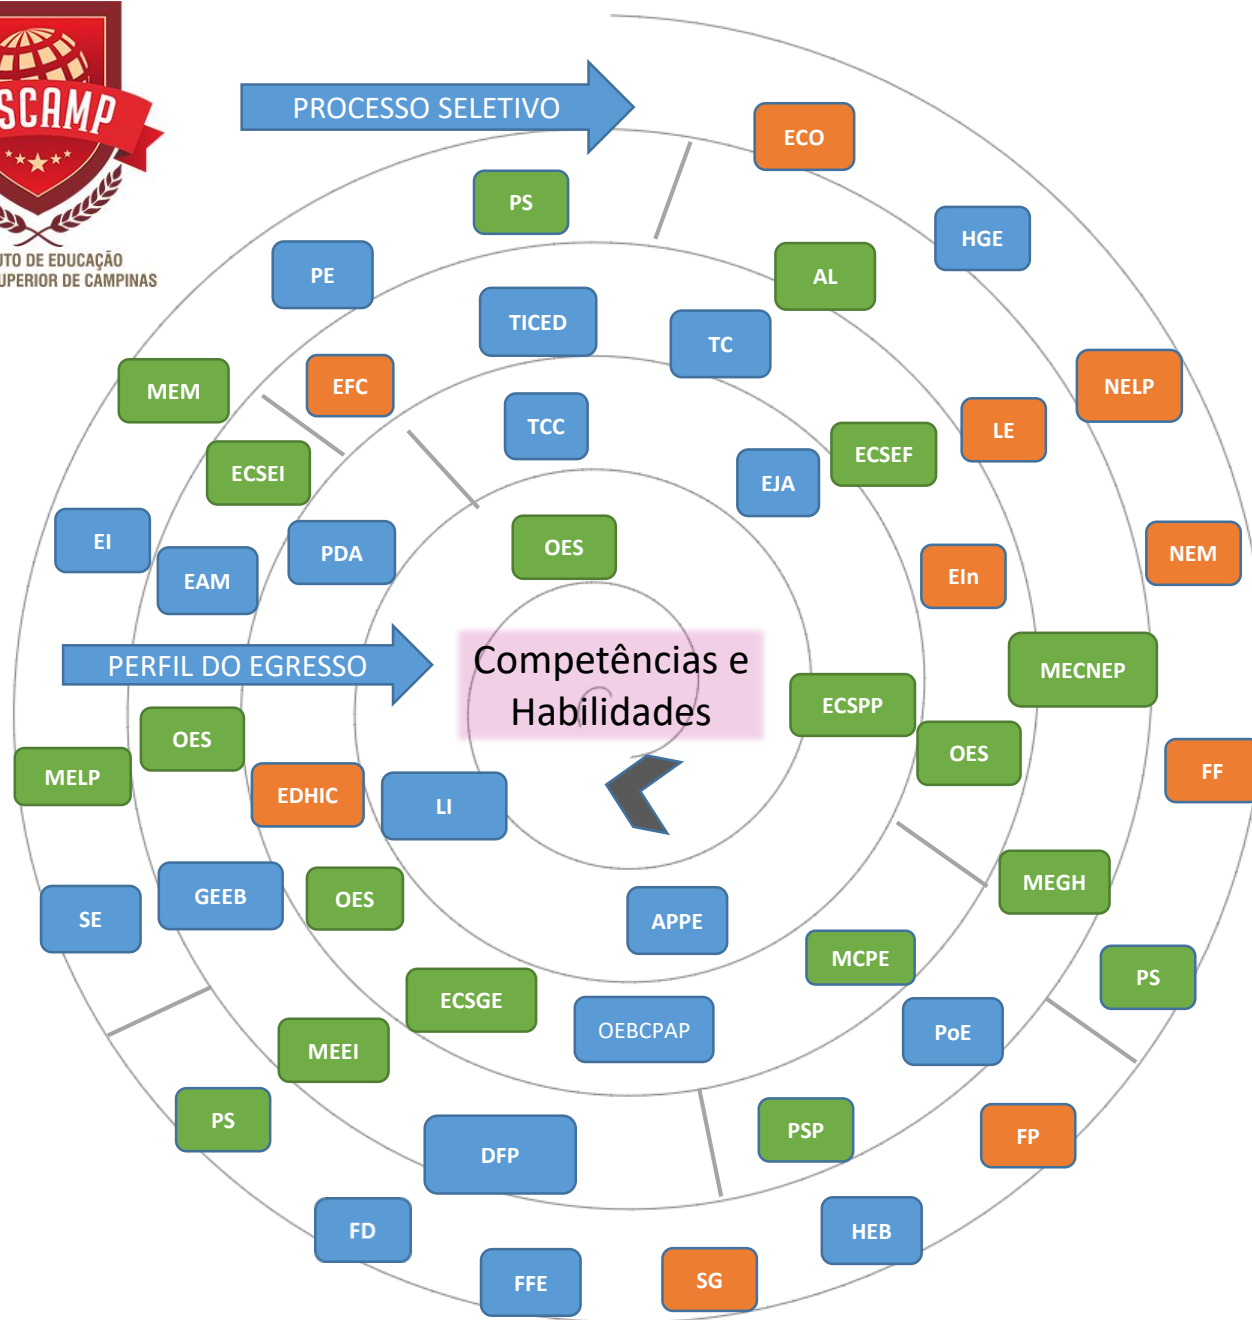 SCAMP
UTO DE EDUCAÇÃO
UPERIOR DE CAMPINAS
PROCESSO SELETIVO
ECO
PS
HGE
PE
AL
TICED
TC
MEM
EFC
NELP
TCC
LE
ECSEF
ECSEI
EJA
EI
PDA
OES
NEM
EAM
EIn
PERFIL DO EGRESSO
Competências e
Habilidades
MECNEP
ECSPP
OES
OES
MELP
FF
EDHIC
LI
MEGH
GEEB
OES
SE
APPE
MCPE
PS
ECSGE
OEBCPAP
PoE
MEEI
PS
PSP
FP
DFP
FD
HEB
FFE
SG